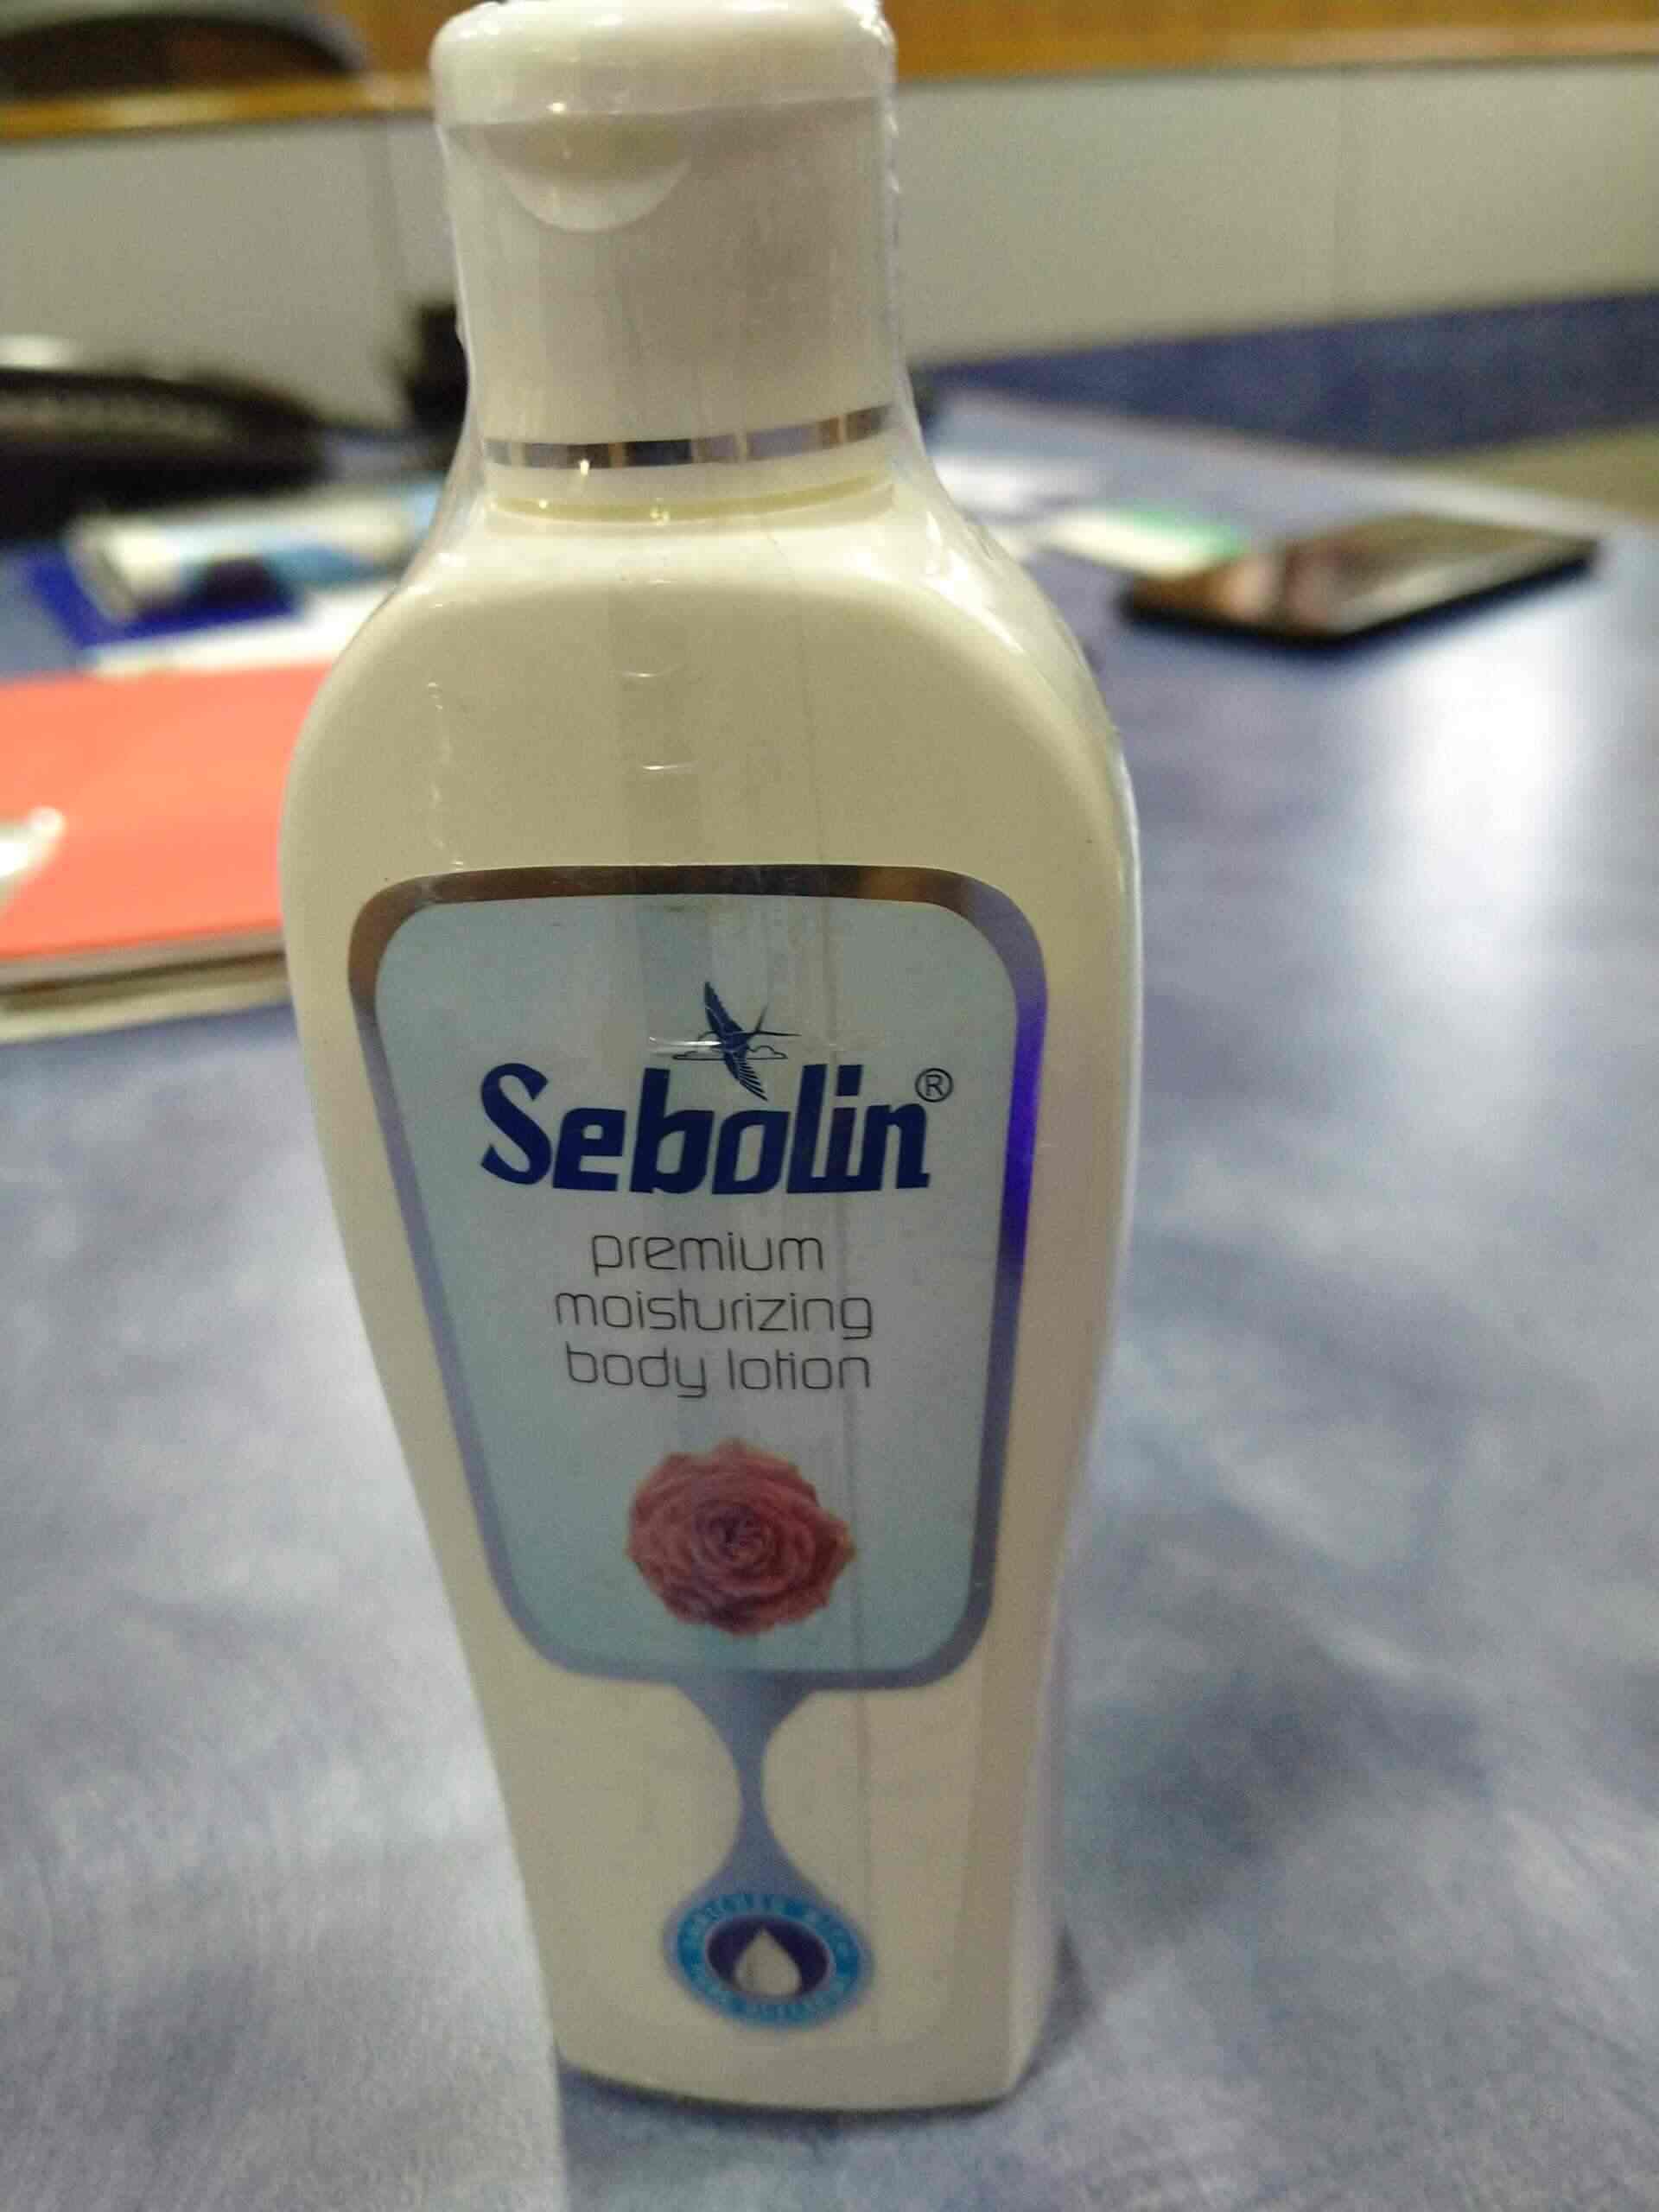 Sebolin®
premium
moisturizing
body lotion